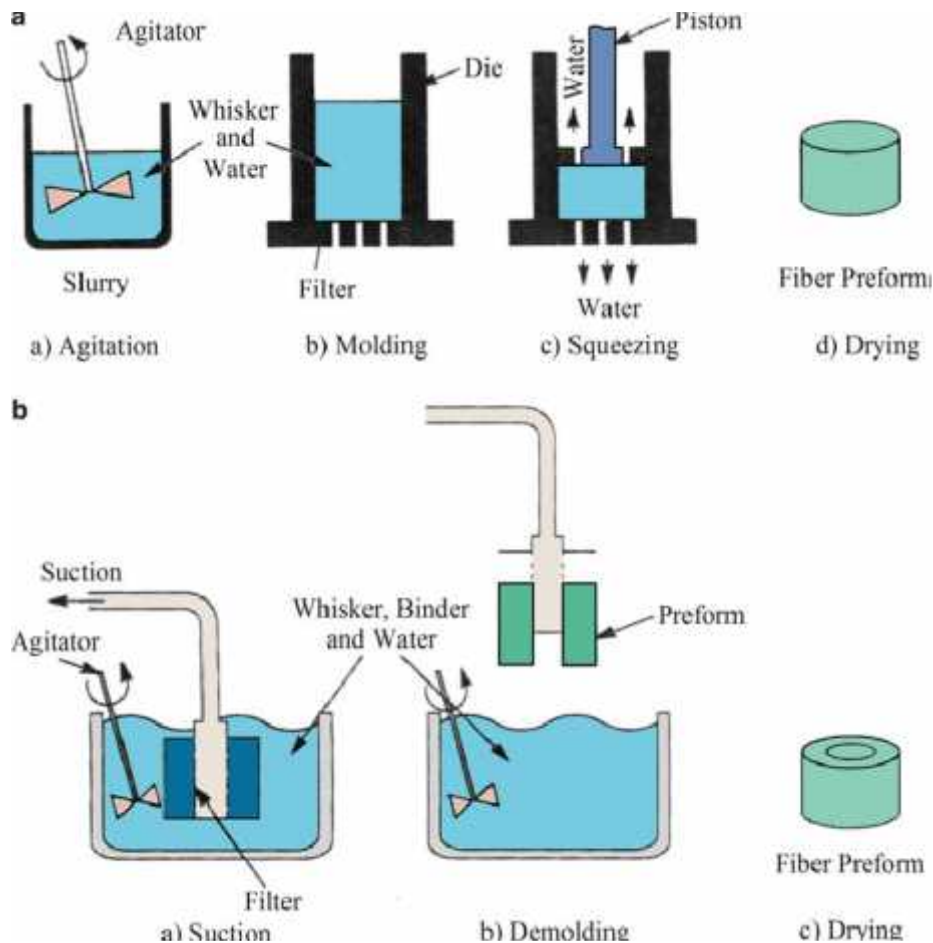 a
Agitator
Whisker
and
Water
Slurry
a) Agitation
Die
Filter
b) Molding
Piston
Water
Water
c) Squeezing
Fiber Preform
d) Drying
b
Suction
Agitator
Whisker, Binder
and Water
Filter
a) Suction
Preform
b) Demolding
Fiber Preform
c) Drying